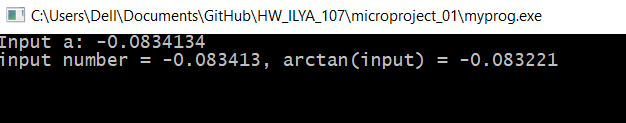 C:\Users\Dell\Documents\GitHub\HW_ILYA_107\microproject_01\myprog.exe
Input a: -0.0834134
input number = -0.083413, arctan(input) = -0.083221